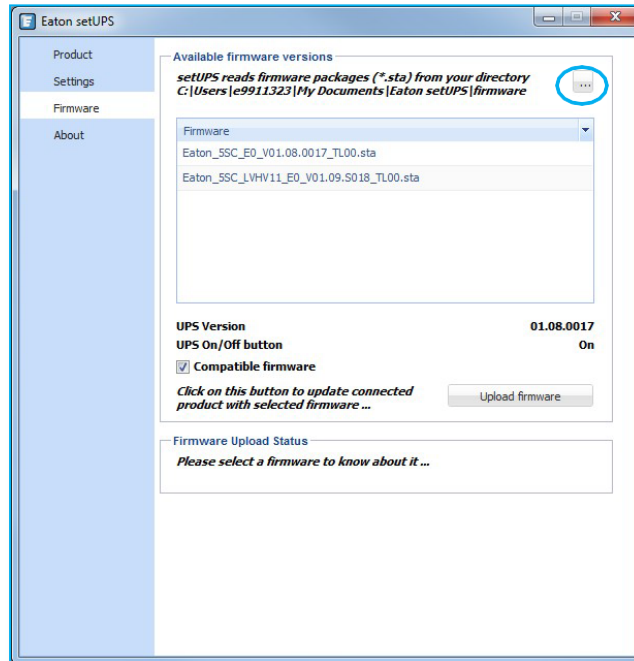 Eaton setUPS
Product
Settings
Firmware
About
Available firmware versions
setUPS reads firmware packages (*.sta) from your directory
C:|Users|e9911323|My Documents|Eaton setUPS|firmware
...
Firmware
Eaton_5SC_E0_V01.08.0017_TL00.sta
Eaton_5SC_LVHV11_E0_V01.09.S018_TL00.sta
UPS Version 01.08.0017
UPS On/Off button On
Compatible firmware
Click on this button to update connected
product with selected firmware ...
Upload firmware
Firmware Upload Status
Please select a firmware to know about it ...